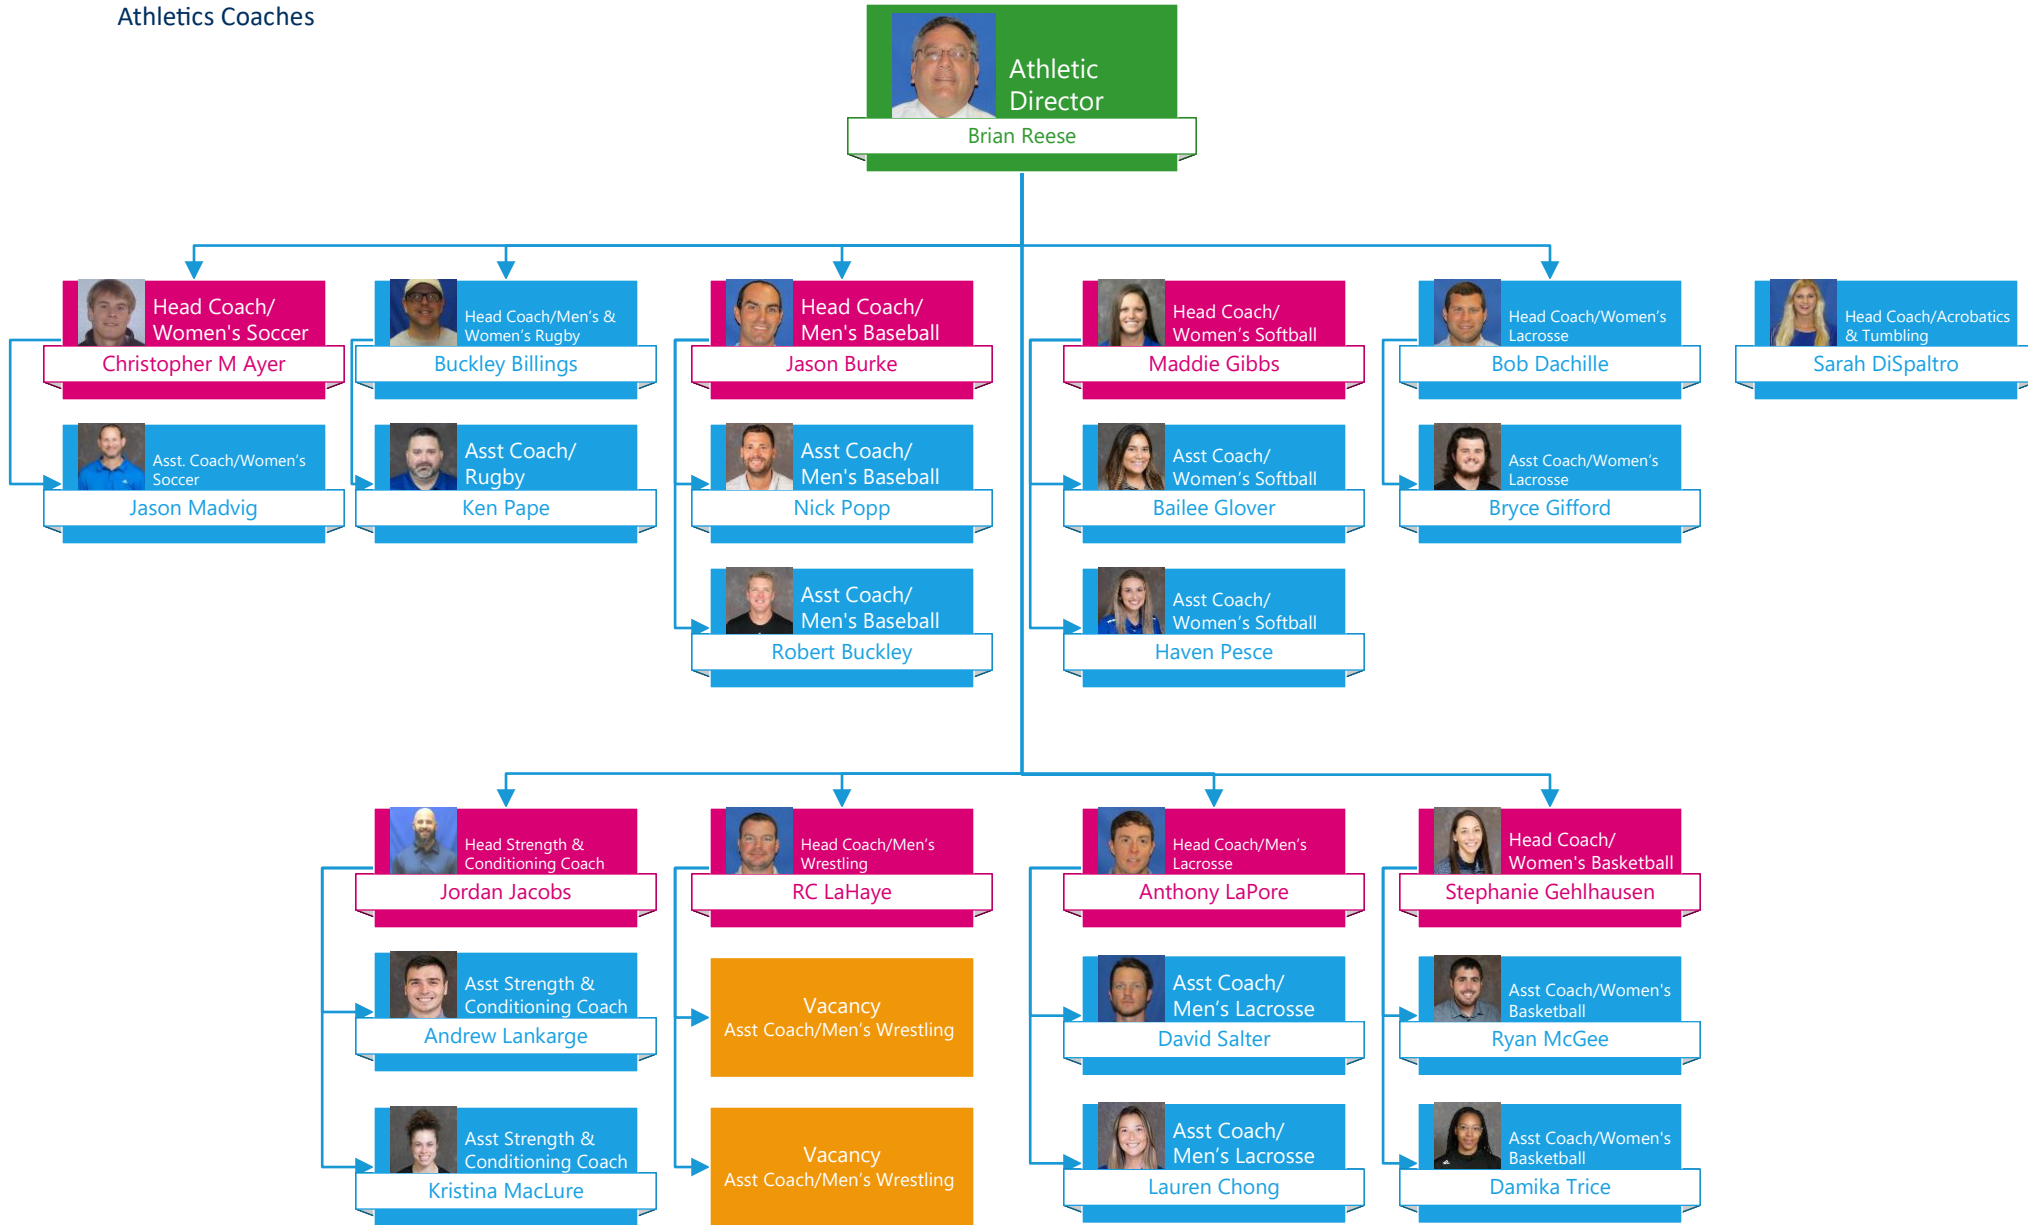 Athletics Coaches
Athletic
Director
Brian Reese
Head Coach/
Women's Soccer
Christopher M Ayer
Head Coach/Men's &
Women's Rugby
Buckley Billings
Head Coach/
Men's Baseball
Jason Burke
Head Coach/
Women's Softball
Maddie Gibbs
Head Coach/Women's
Lacrosse
Bob Dachille
Head Coach/Acrobatics
& Tumbling
Sarah DiSpaltro
Asst. Coach/Women's
Soccer
Jason Madvig
Asst Coach/
Rugby
Ken Pape
Asst Coach/
Men's Baseball
Nick Popp
Asst Coach/
Women's Softball
Bailee Glover
Asst Coach/Women's
Lacrosse
Bryce Gifford
Asst Coach/
Men's Baseball
Robert Buckley
Asst Coach/
Women's Softball
Haven Pesce
Head Strength &
Conditioning Coach
Jordan Jacobs
Head Coach/Men's
Wrestling
RC LaHaye
Head Coach/Men's
Lacrosse
Anthony LaPore
Head Coach/
Women's Basketball
Stephanie Gehlhausen
Asst Strength &
Conditioning Coach
Andrew Lankarge
Vacancy
Asst Coach/Men's Wrestling
Asst Coach/
Men's Lacrosse
David Salter
Asst Coach/Women's
Basketball
Ryan McGee
Asst Strength &
Conditioning Coach
Kristina MacLure
Vacancy
Asst Coach/Men's Wrestling
Asst Coach/
Men's Lacrosse
Lauren Chong
Asst Coach/Women's
Basketball
Damika Trice